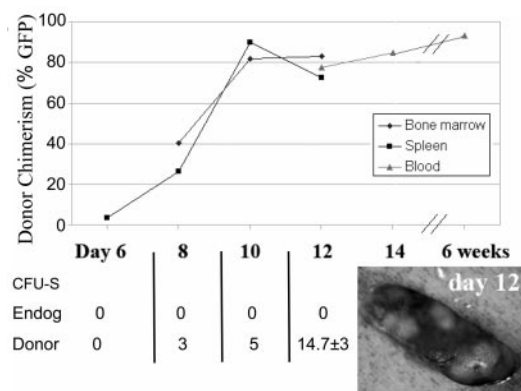 Donor Chimerism (% GFP)
100
80
60
40
20
0
Bone marrow
Spleen
Blood
Day 6 8 10 12 14 6 weeks
CFU-S
Endog 0 0 0 0
Donor 0 3 5 14.7±3
day 12